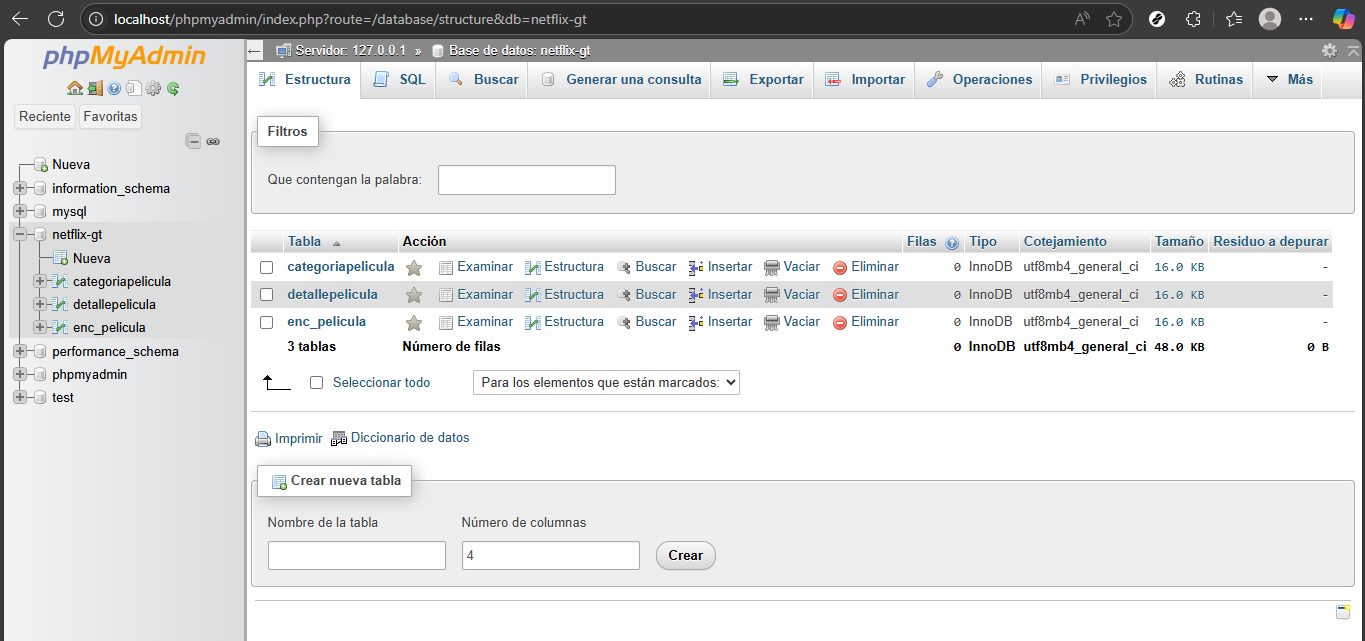 localhost/phpmyadmin/index.php?route=/database/structure&db=netflix-gt
phpMyAdmin
Reciente Favoritas
Nueva
information_schema
mysql
netflix-gt
Nueva
categoriapelicula
detallepelicula
enc_pelicula
performance_schema
phpmyadmin
test
Servidor: 127.0.0.1 » Base de datos: netflix-gt
Estructura SQL Buscar Generar una consulta Exportar Importar Operaciones Privilegios Rutinas Más
Filtros
Que contengan la palabra:
Tabla Acción Filas Tipo Cotejamiento Tamaño Residuo a depurar
categoriapelicula Examinar Estructura Buscar Insertar Vaciar Eliminar 0 InnoDB utf8mb4_general_ci 16.0 KB -
detallepelicula Examinar Estructura Buscar Insertar Vaciar Eliminar 0 InnoDB utf8mb4_general_ci 16.0 KB -
enc_pelicula Examinar Estructura Buscar Insertar Vaciar Eliminar 0 InnoDB utf8mb4_general_ci 16.0 KB -
3 tablas Número de filas 0 InnoDB utf8mb4_general_ci 48.0 KB 0 B
Seleccionar todo Para los elementos que están marcados:
Imprimir Diccionario de datos
Crear nueva tabla
Nombre de la tabla Número de columnas
4 Crear